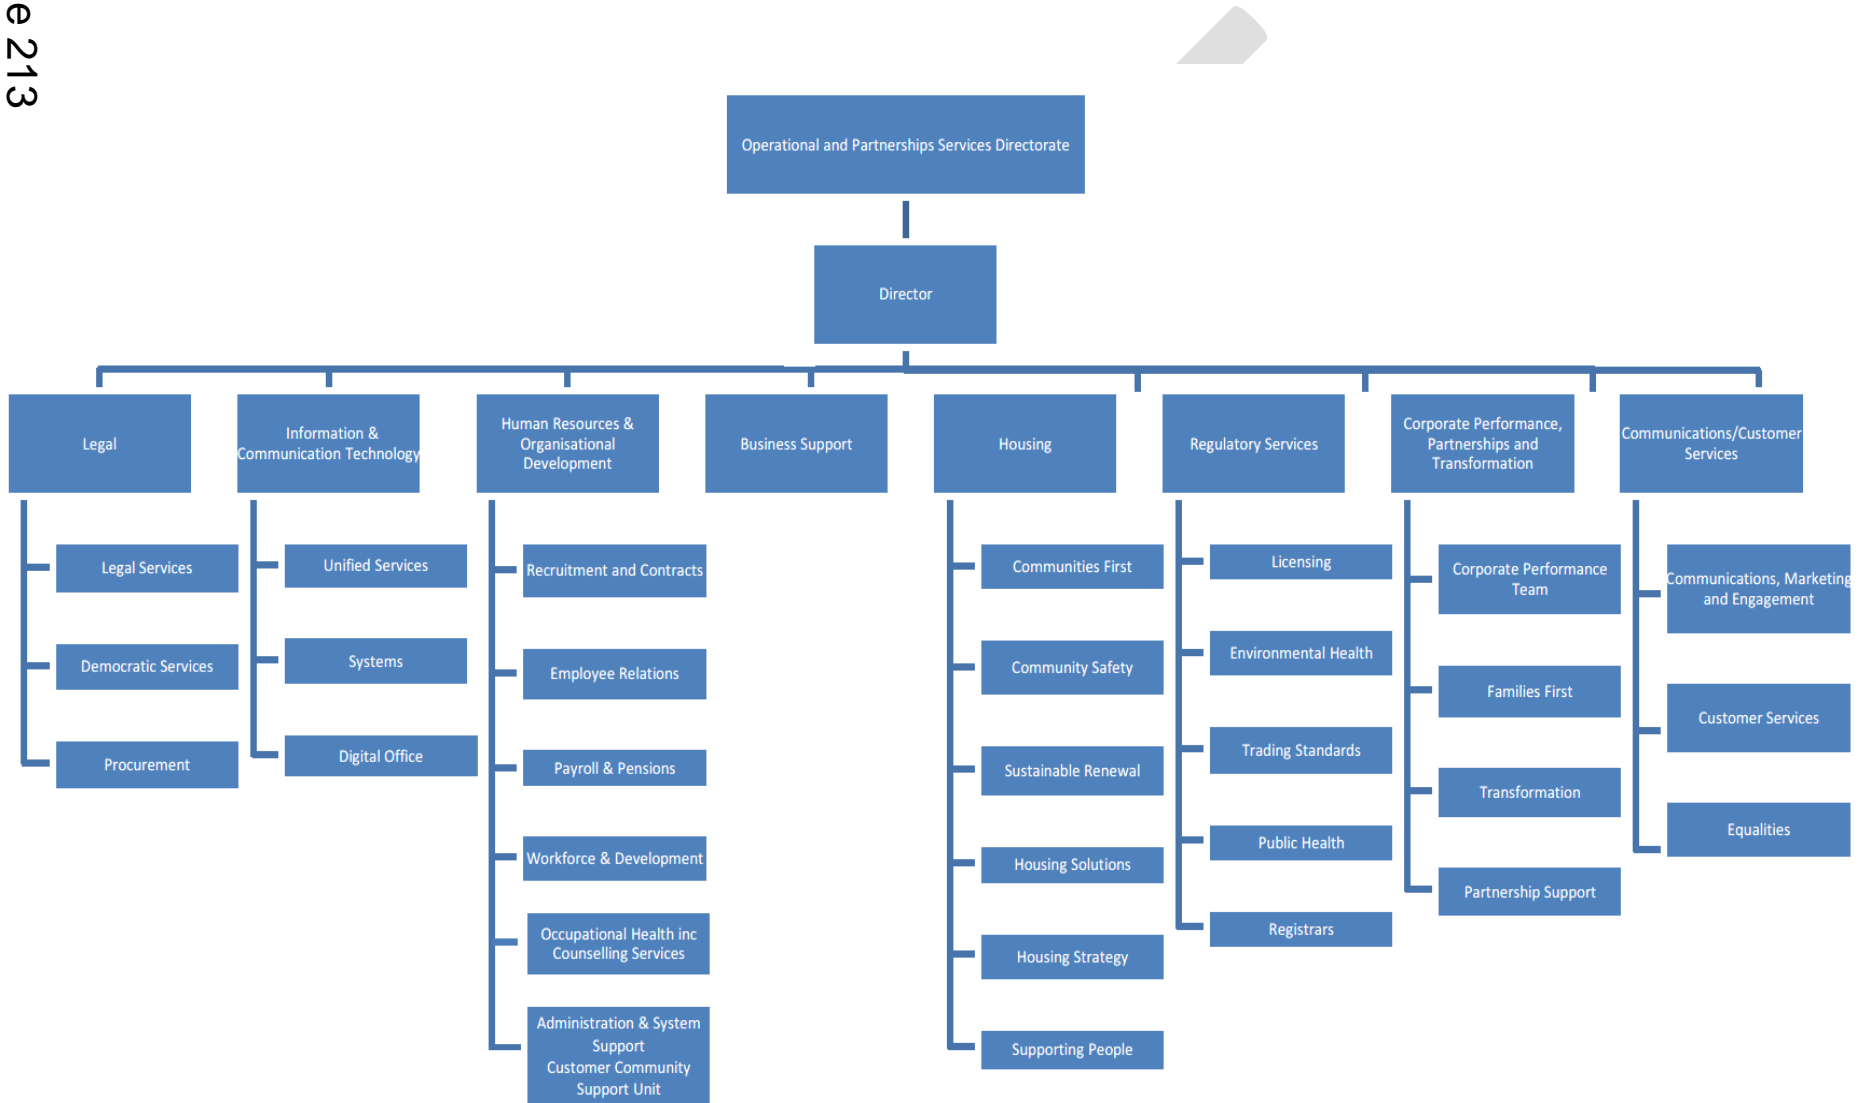 e 213
Operational and Partnerships Services Directorate
Director
Legal
Information &
Communication Technology
Human Resources &
Organisational
Development
Business Support
Housing
Regulatory Services
Corporate Performance,
Partnerships and
Transformation
Communications/Customer
Services
Legal Services
Democratic Services
Procurement
Unified Services
Systems
Digital Office
Recruitment and Contracts
Employee Relations
Payroll & Pensions
Workforce & Development
Occupational Health inc
Counselling Services
Administration & System
Support
Customer Community
Support Unit
Communities First
Community Safety
Sustainable Renewal
Housing Solutions
Housing Strategy
Supporting People
Licensing
Environmental Health
Trading Standards
Public Health
Registrars
Corporate Performance
Team
Families First
Transformation
Partnership Support
Communications, Marketing
and Engagement
Customer Services
Equalities